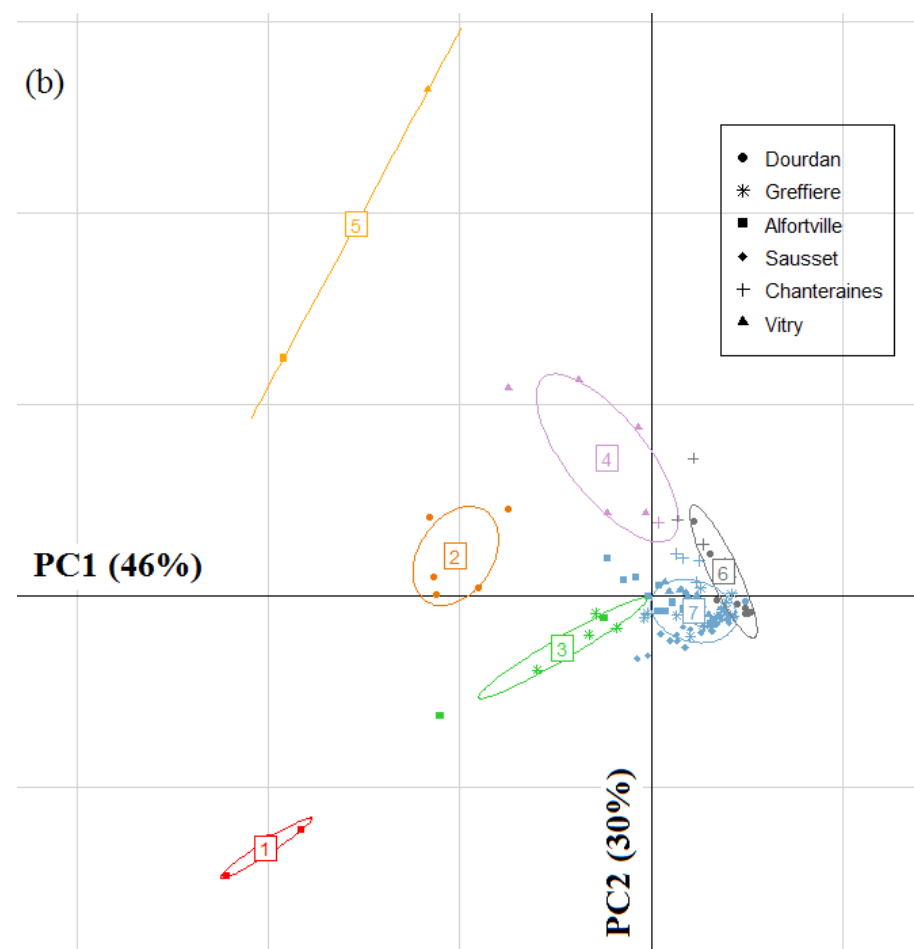 (b)
Dourdan
Greffiere
Alfortville
Sausset
Chanteraines
Vitry
5
4
2
PC1 (46%)
6
7
3
PC2 (30%)
1